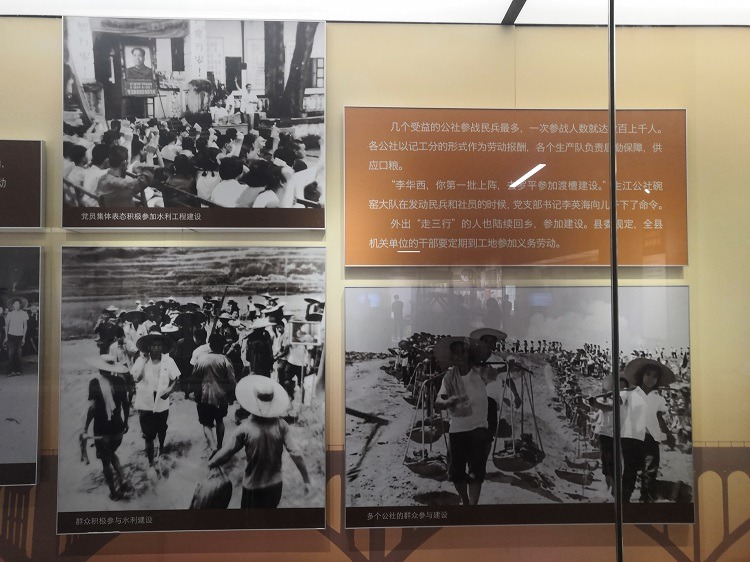 几个受益的公社参战民兵最多，一次参战人数就达 百上千人。
各公社以记工分的形式作为劳动报酬，各个生产队负责后勤保障、供
应口粮。
“李华西，你第一批上阵， 罗平参加渡槽建设。” 江公社碗
窑大队在发动民兵和社员的时候，党支部书记李英海向儿子下了命令。
外出“走三行”的人也陆续回乡，参加建设。县委规定，全县
机关单位的干部要定期到工地参加义务劳动。
党员集体表态积极参加水利工程建设
群众积极参与水利建设
多个公社的群众参与建设
动